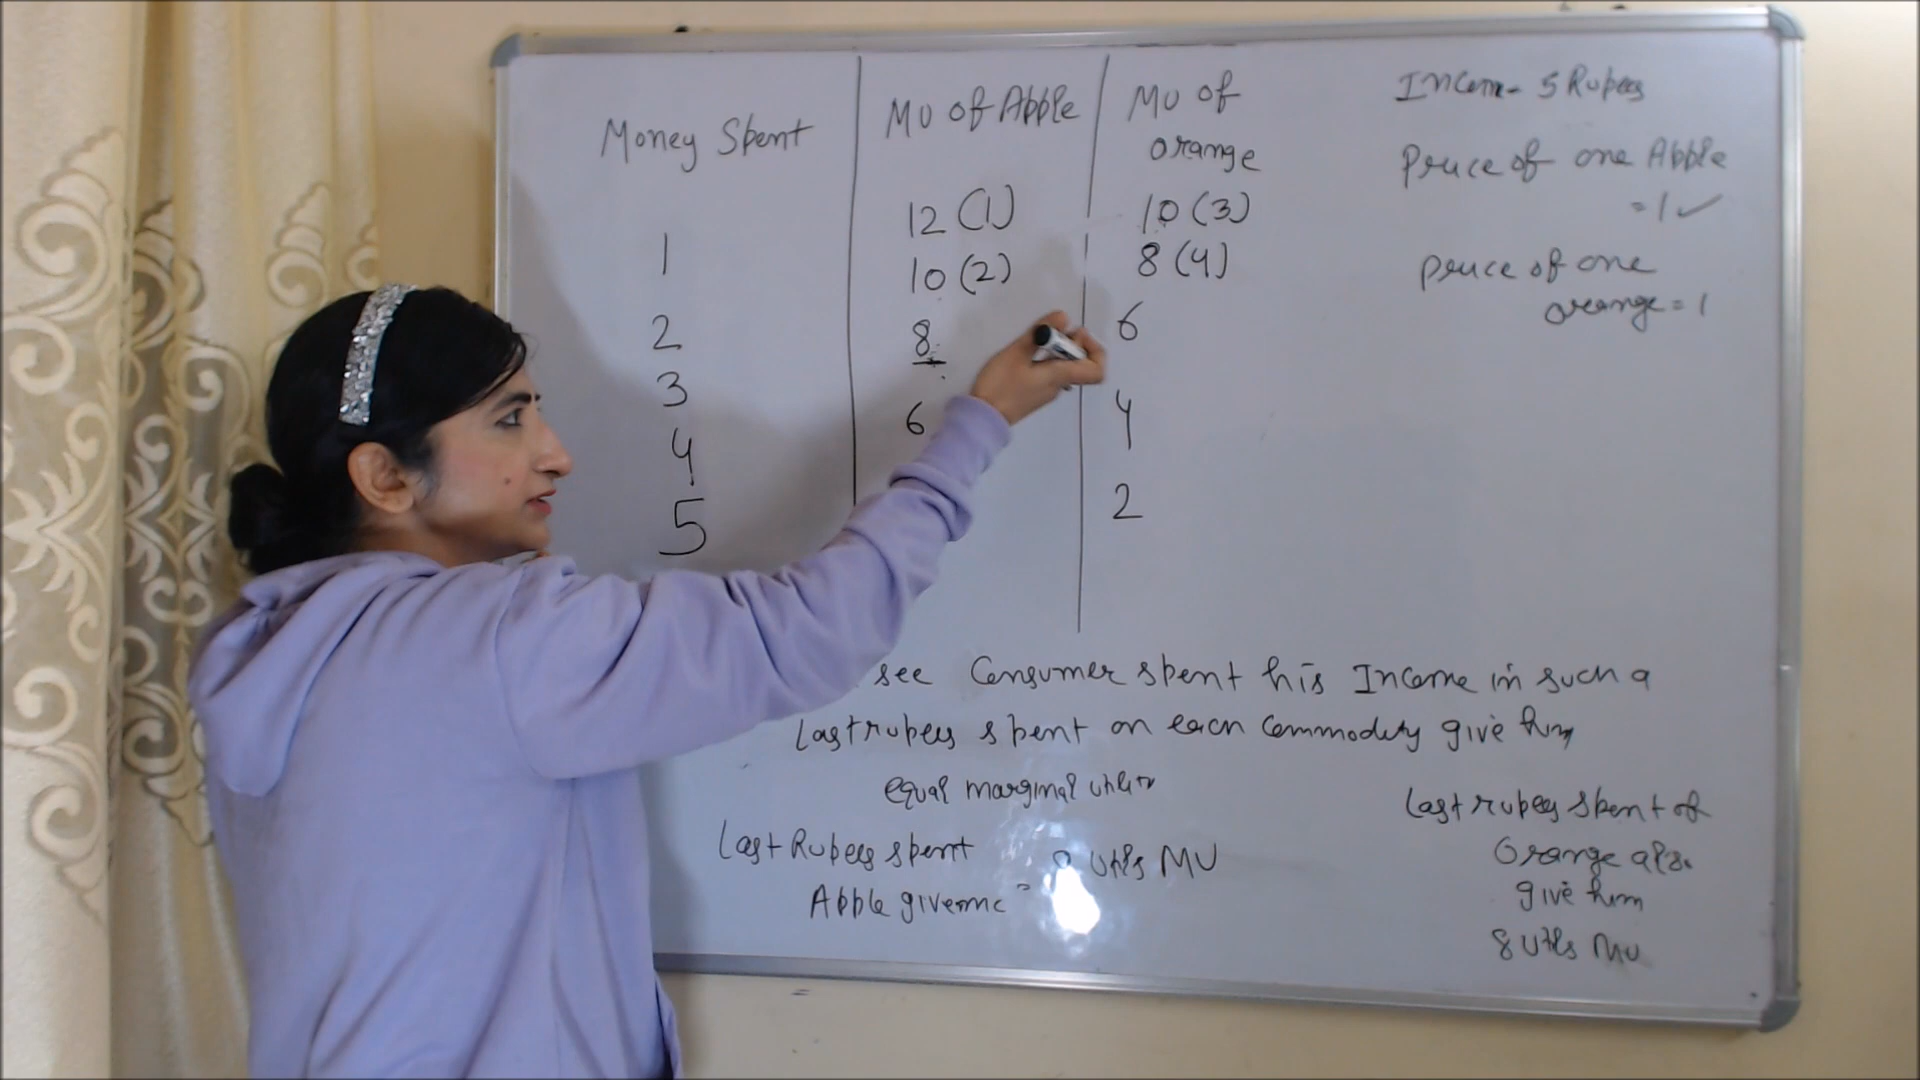 Money Spent
MU of Apple
MU of
orange
Incom- 5 Rupees
Price of one Apple
= 1 ✓
Price of one
orange = 1
1
2
3
4
5
12 (1)
10 (2)
8
6
10 (3)
8 (4)
6
4
2
see Consumer spent his Income in such a
Last rupees spent on each Commodity give him
equal marginal utility
Last Rupees spent
Apple give
= 8 Utils MU
Last rupees spent of
Orange also
give him
8 Utils MU